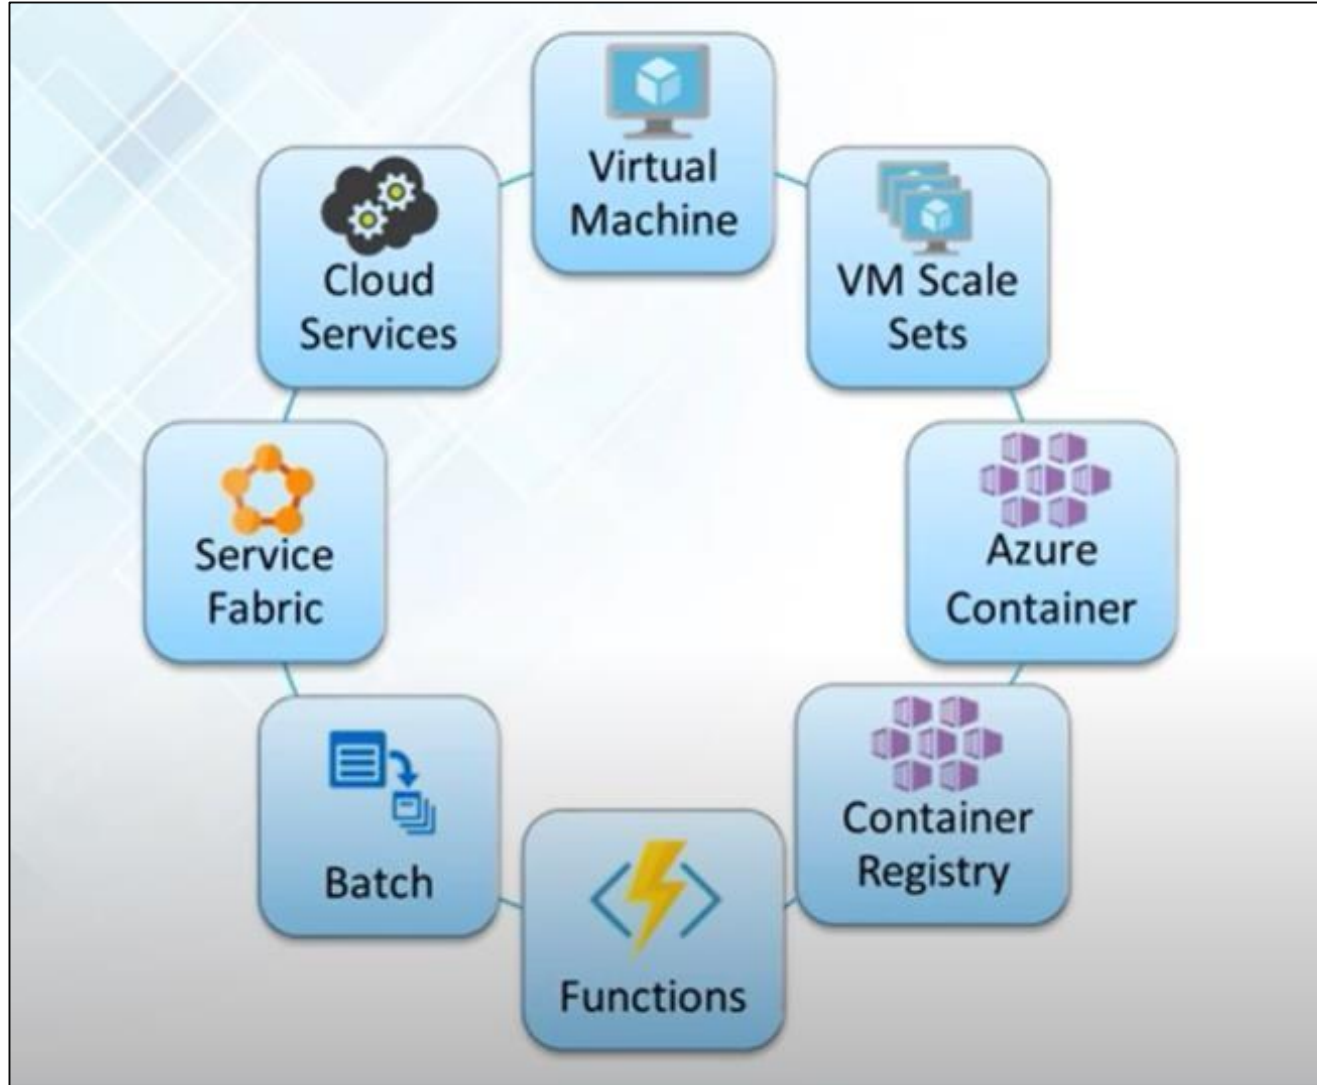 Virtual
Machine
VM Scale
Sets
Azure
Container
Container
Registry
Functions
Batch
Service
Fabric
Cloud
Services